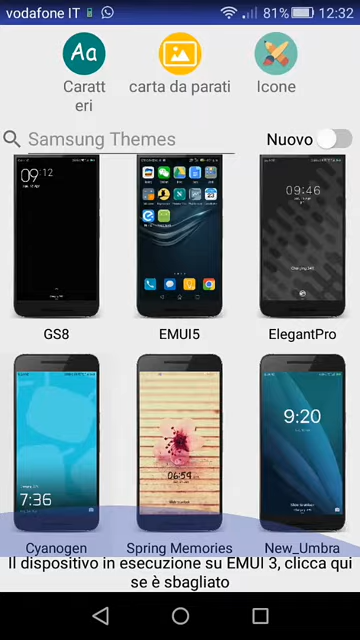 vodafone IT 81% 12:32
Aa
Caratt
eri
carta da parati
Icone
Samsung Themes
Nuovo
09:12
09:46
GS8
EMUI5
ElegantPro
7:36
06:54
9:20
Cyanogen
Spring Memories
New_Umbra
Il dispositivo in esecuzione su EMUI 3, clicca qui
se è sbagliato